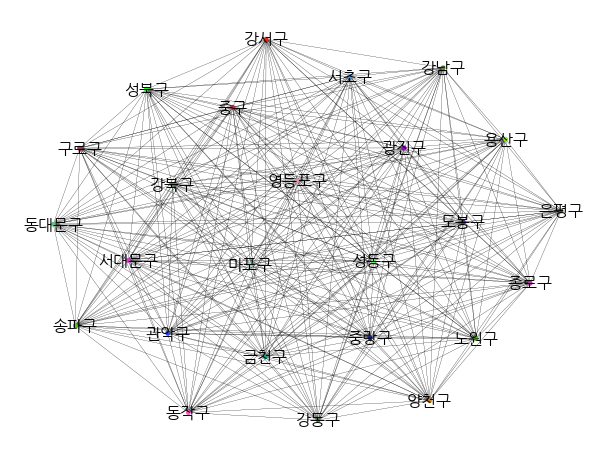 강서구
강남구
서초구
성북구
중구
용산구
구로구
광진구
강북구
영등포구
은평구
동대문구
도봉구
서대문구
마포구
성동구
종로구
송파구
관악구
중랑구
노원구
금천구
양천구
동작구
강동구